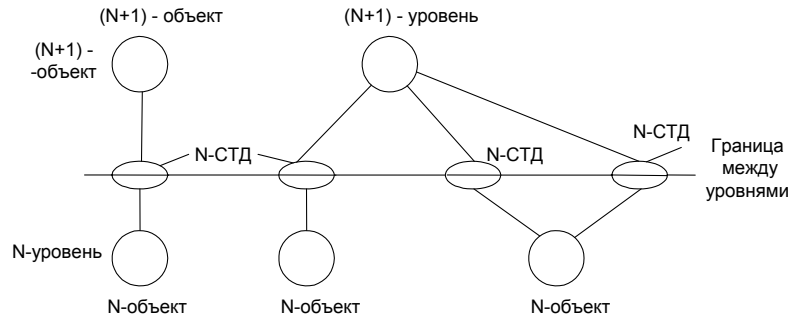 (N+1) - объект
(N+1) - уровень
(N+1) -
-объект
N-СТД
N-СТД
N-СТД
Граница
между
уровнями
N-уровень
N-объект
N-объект
N-объект